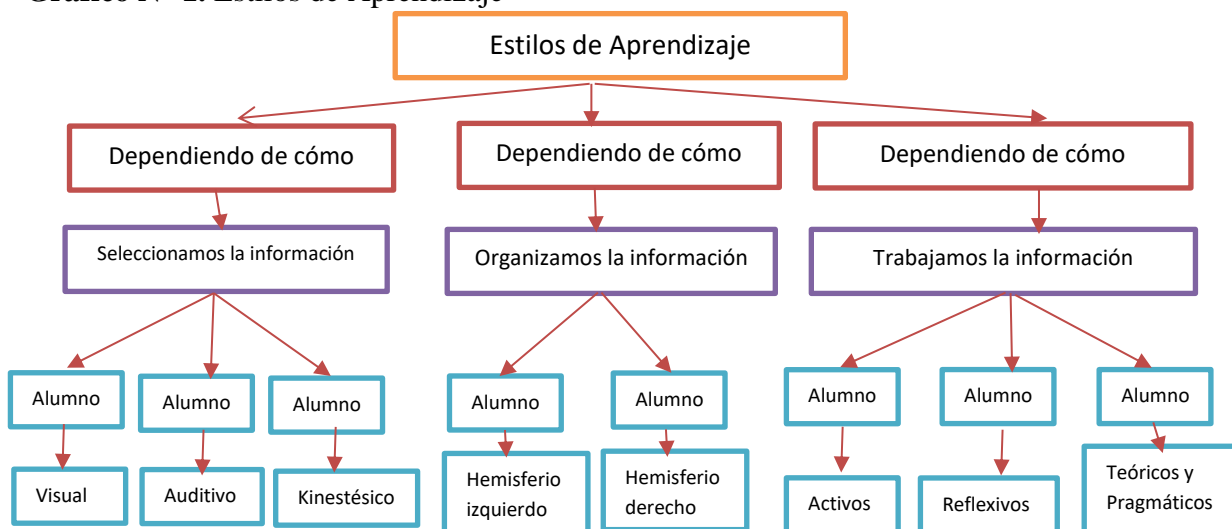 Estilos de Aprendizaje
Dependiendo de cómo
Dependiendo de cómo
Dependiendo de cómo
Seleccionamos la información
Organizamos la información
Trabajamos la información
Alumno
Alumno
Alumno
Alumno
Alumno
Alumno
Alumno
Alumno
Visual
Auditivo
Kinestésico
Hemisferio
izquierdo
Hemisferio
derecho
Activos
Reflexivos
Teóricos y
Pragmáticos